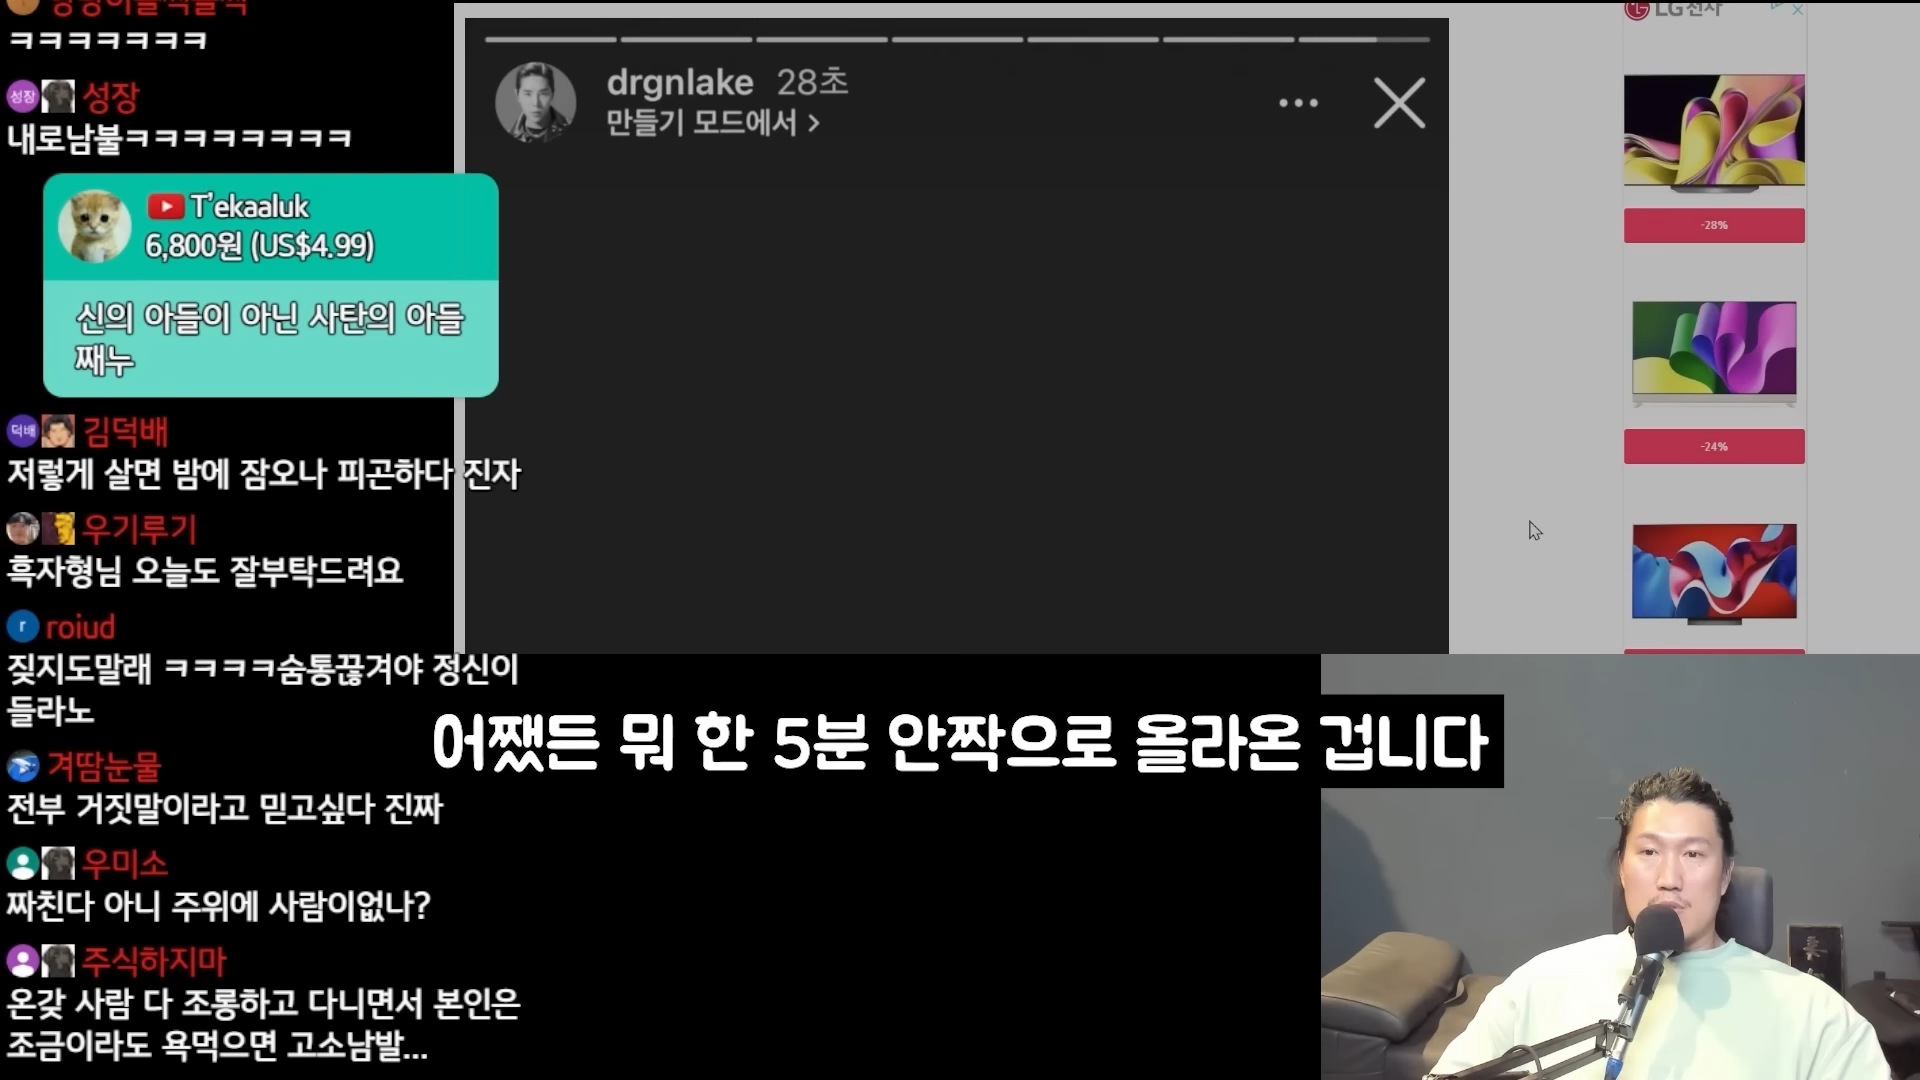 ㅋㅋㅋㅋㅋㅋㅋ
성장 성장
내로남불ㅋㅋㅋㅋㅋㅋㅋㅋ
T'ekaaluk
6,800원 (US$4.99)
신의 아들이 아닌 사탄의 아들
째누
덕배 김덕배
저렇게 살면 밤에 잠오나 피곤하다 진자
우기루기
흑자형님 오늘도 잘부탁드려요
r roiud
짖지도말래 ㅋㅋㅋㅋ숨통끊겨야 정신이
들라노
겨땀눈물
전부 거짓말이라고 믿고싶다 진짜
우미소
짜친다 아니 주위에 사람이없나?
주식하지마
온갖 사람 다 조롱하고 다니면서 본인은
조금이라도 욕먹으면 고소남발...
drgnlake 28초
만들기 모드에서 >
LG전자
-28%
-24%
어쨌든 뭐 한 5분 안짝으로 올라온 겁니다